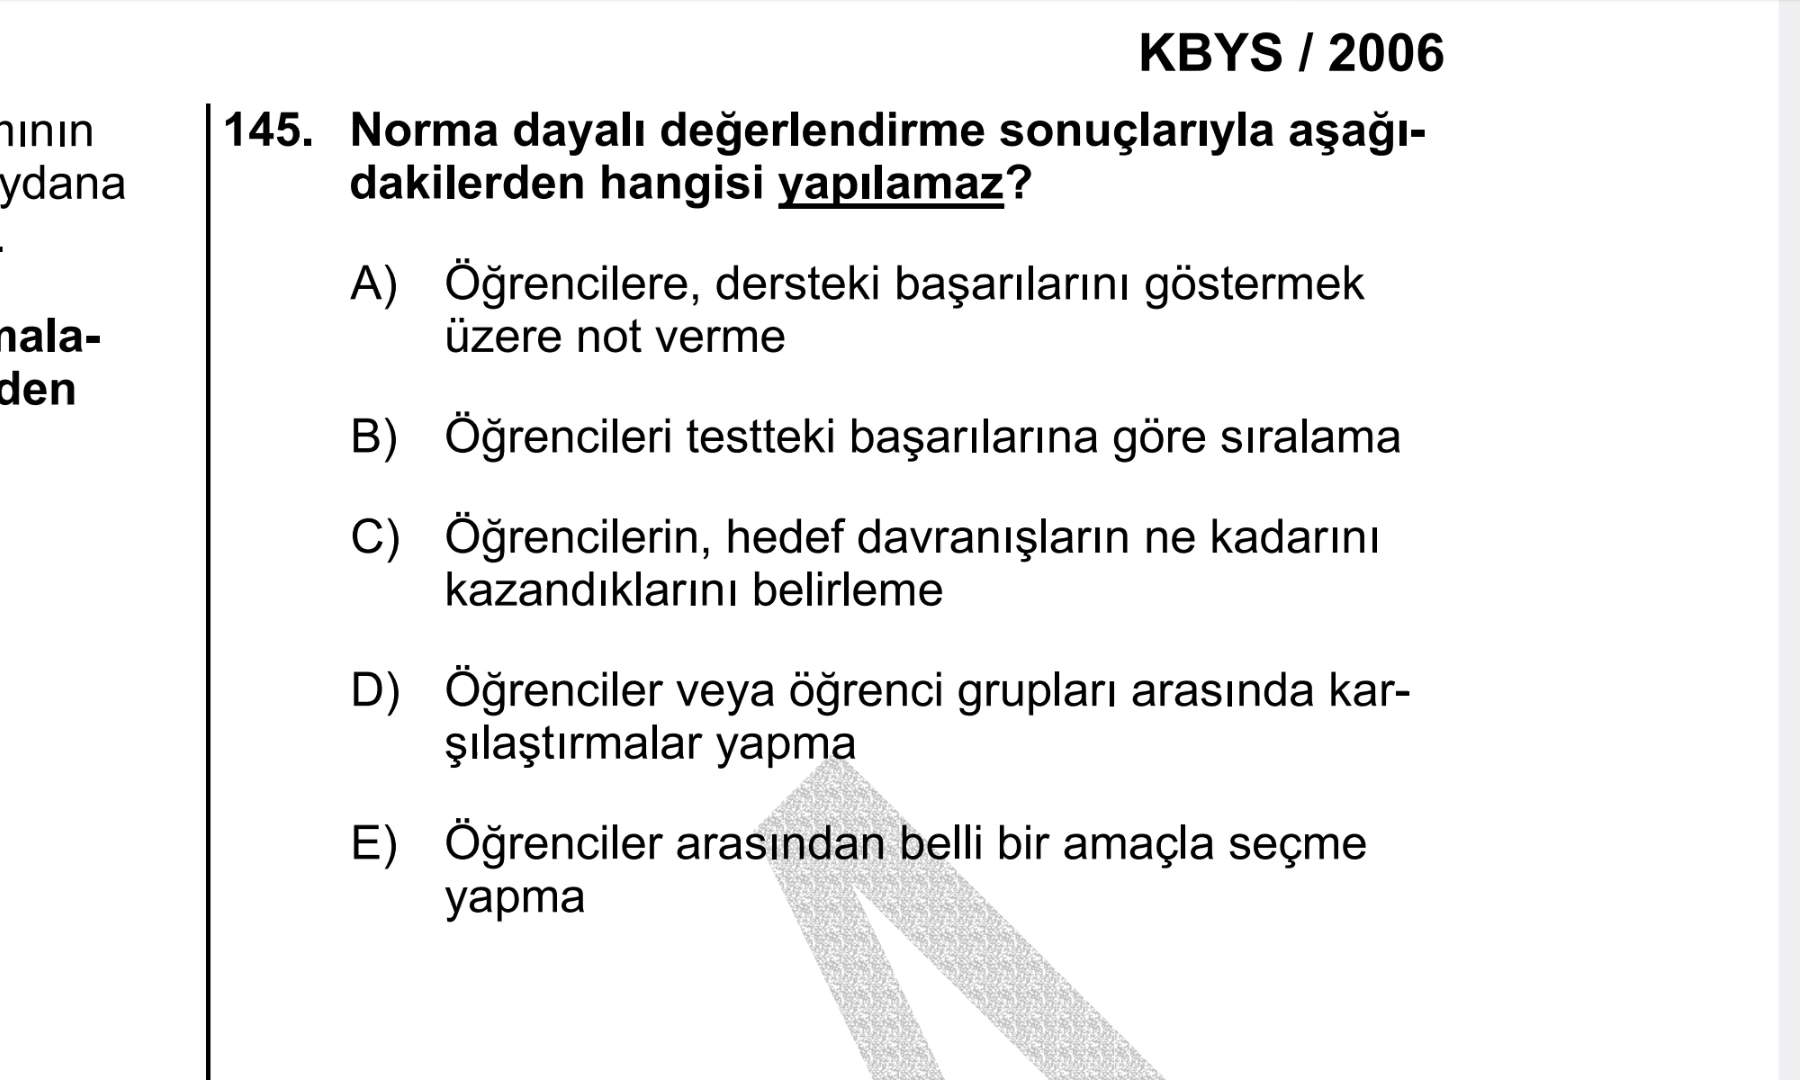 KBYS / 2006
ydana
mala-
den
145. Norma dayalı değerlendirme sonuçlarıyla aşağı-
dakilerden hangisi yapılamaz?
A) Öğrencilere, dersteki başarılarını göstermek
üzere not verme
B) Öğrencileri testteki başarılarına göre sıralama
C) Öğrencilerin, hedef davranışların ne kadarını
kazandıklarını belirleme
D) Öğrenciler veya öğrenci grupları arasında kar-
şılaştırmalar yapma
E) Öğrenciler arasından belli bir amaçla seçme
yapma